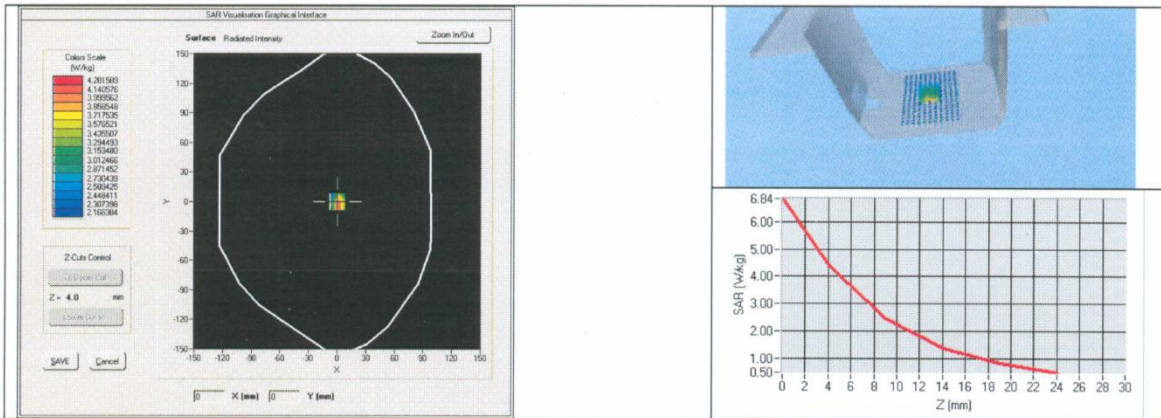 SAR Visualisation Graphical Interface
Surface Radiated Intensity
Zoom In/Out
Colors Scale
(W/kg)
4.281589
4.140576
3.999562
3.858548
3.717535
3.576521
3.435507
3.294493
3.153480
3.012466
2.871452
2.730439
2.589425
2.448411
2.307398
2.166384
Z-Cuts Control
Z = 4.0 mm
SAVE Cancel
150
120
90
60
30
0
-30
-60
-90
-120
-150
Y
-150 -120 -90 -60 -30 0 30 60 90 120 150
X
0 X (mm) 0 Y (mm)
6.84
6.00
5.00
4.00
3.00
2.00
1.00
0.50
SAR (W/kg)
0 2 4 6 8 10 12 14 16 18 20 22 24 26 28 30
Z (mm)